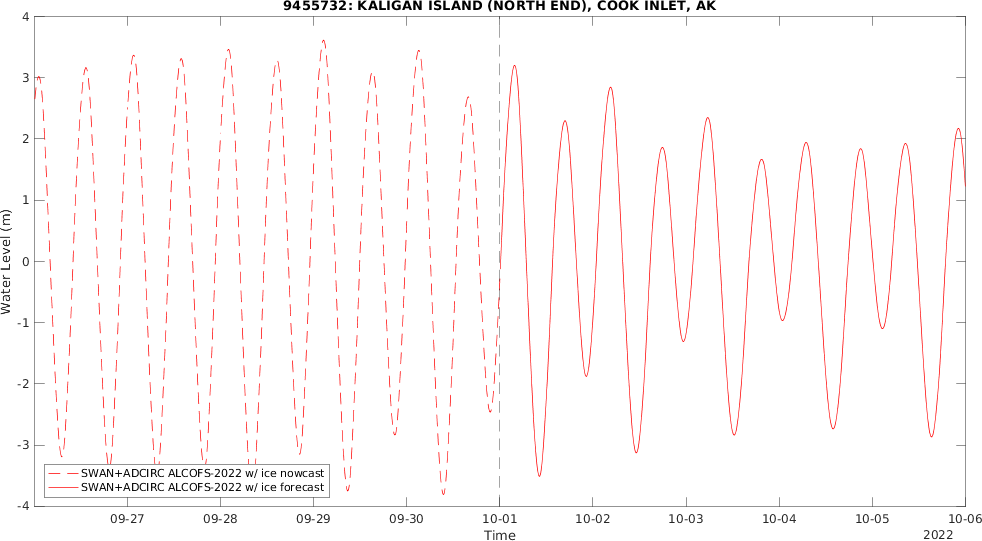 9455732: KALIGAN ISLAND (NORTH END), COOK INLET, AK
4
3
2
1
0
-1
-2
-3
-4
Water Level (m)
SWAN+ADCIRC ALCOFS-2022 w/ ice nowcast
SWAN+ADCIRC ALCOFS-2022 w/ ice forecast
09-27 09-28 09-29 09-30 10-01 10-02 10-03 10-04 10-05 10-06
Time
2022